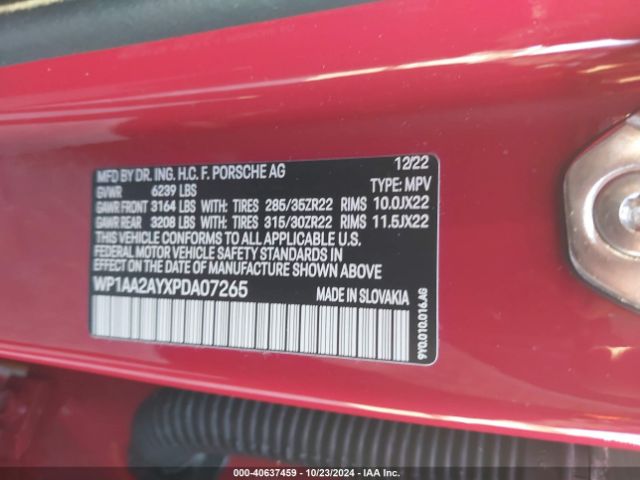 MFD BY DR. ING. H.C. F. PORSCHE AG 12/22
GVWR 6239 LBS TYPE: MPV
GAWR FRONT 3164 LBS WITH: TIRES 285/35ZR22 RIMS 10.0JX22
GAWR REAR 3208 LBS WITH: TIRES 315/30ZR22 RIMS 11.5JX22
THIS VEHICLE CONFORMS TO ALL APPLICABLE U.S.
FEDERAL MOTOR VEHICLE SAFETY STANDARDS IN
EFFECT ON THE DATE OF MANUFACTURE SHOWN ABOVE
WP1AA2AYXPDA07265 MADE IN SLOVAKIA
9Y0.010.016.AG
000-40637459 - 10/23/2024 - IAA Inc.